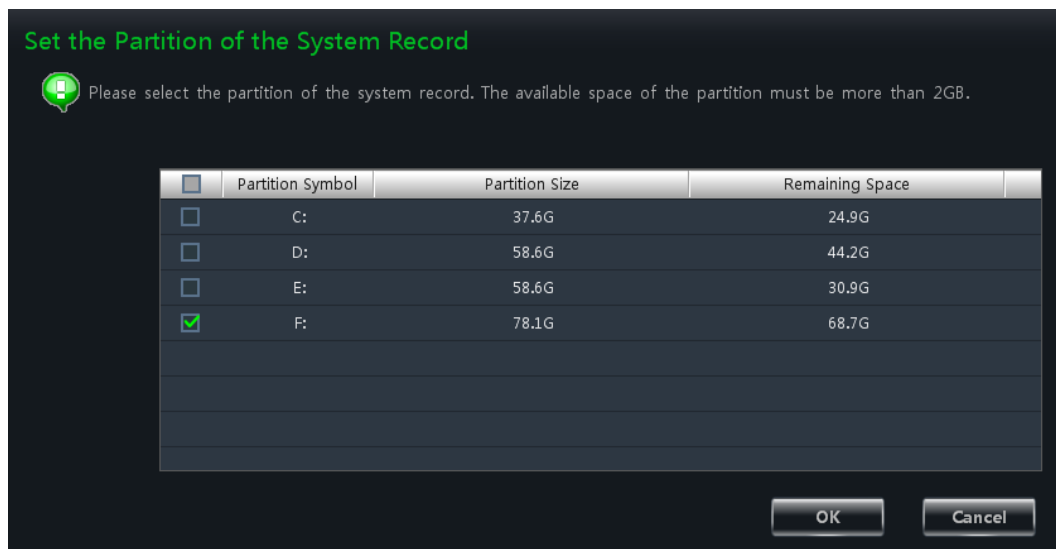 Set the Partition of the System Record
Please select the partition of the system record. The available space of the partition must be more than 2GB.
Partition Symbol Partition Size Remaining Space
C: 37.6G 24.9G
D: 58.6G 44.2G
E: 58.6G 30.9G
F: 78.1G 68.7G
OK Cancel